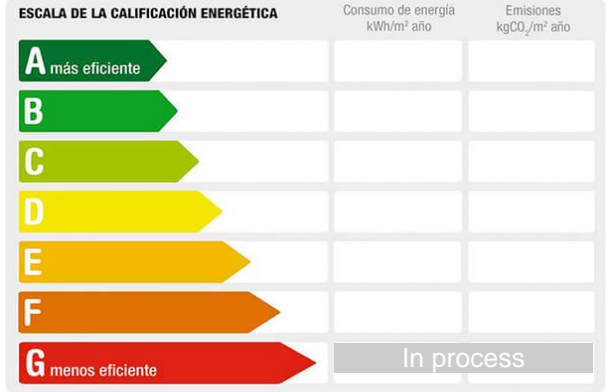 ESCALA DE LA CALIFICACIÓN ENERGÉTICA
Consumo de energía
kWh/m² año
Emisiones
kgCO₂/m² año
A más eficiente
B
C
D
E
F
G menos eficiente
In process